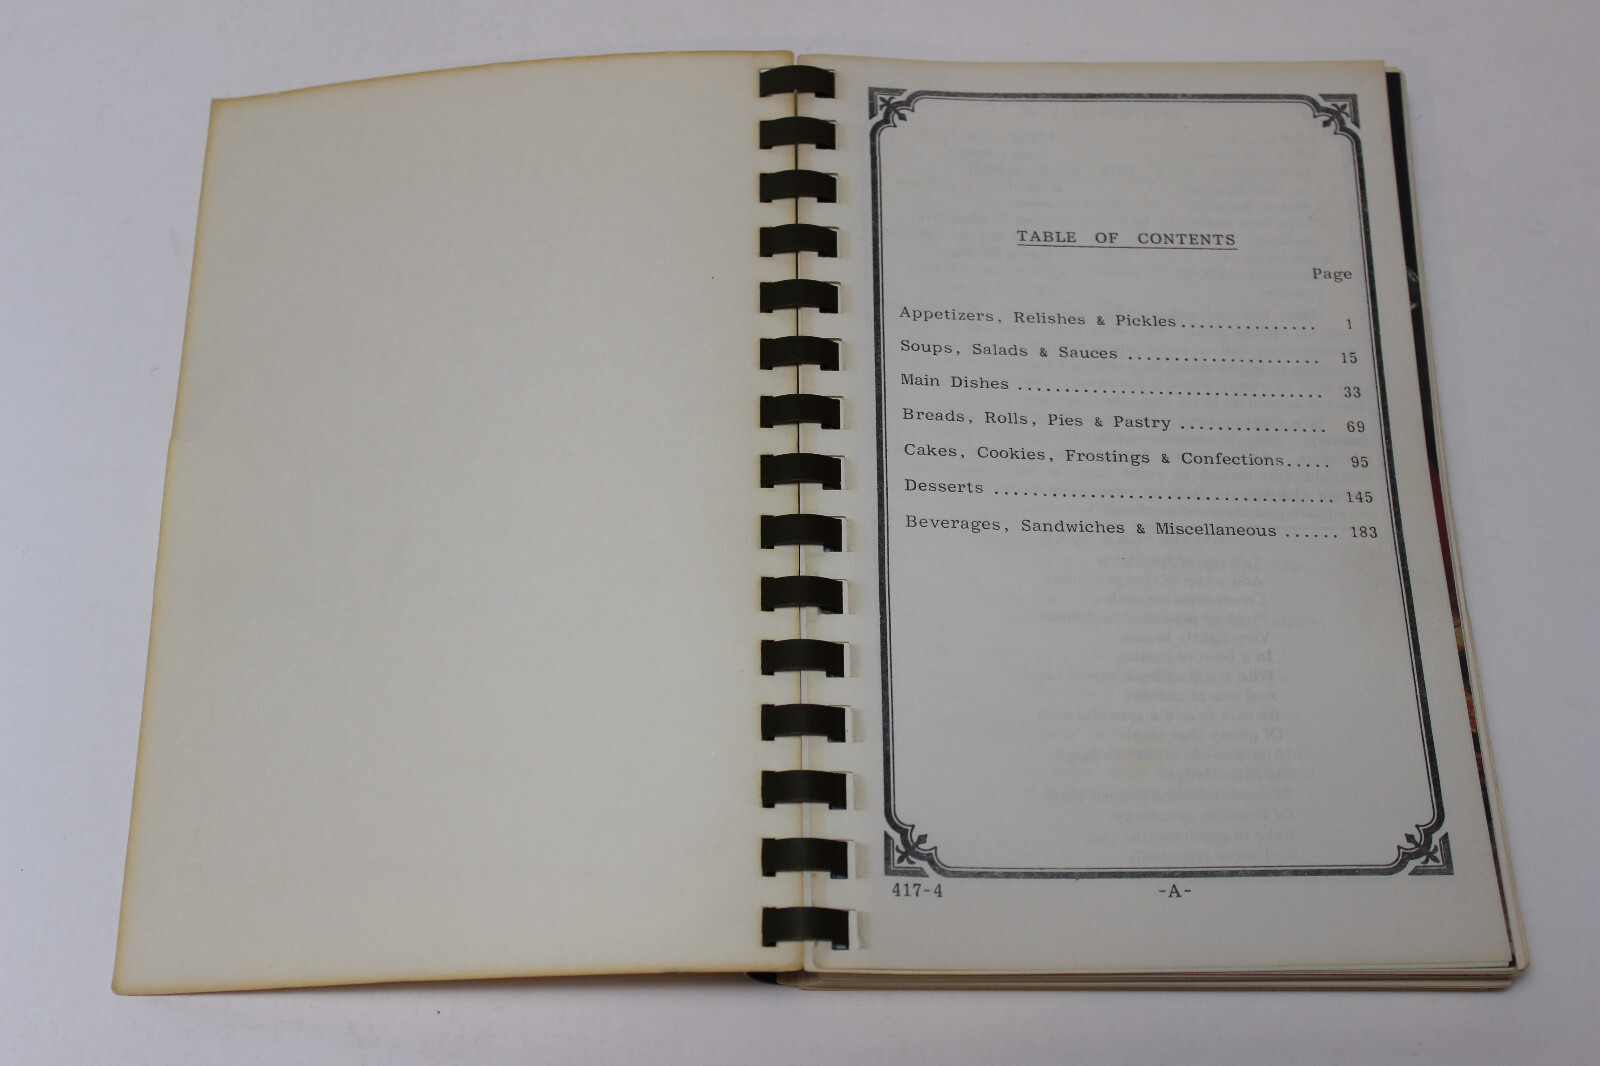 TABLE OF CONTENTS
Page
Appetizers, Relishes & Pickles............... 1
Soups, Salads & Sauces ..................... 15
Main Dishes ................................ 33
Breads, Rolls, Pies & Pastry ................ 69
Cakes, Cookies, Frostings & Confections..... 95
Desserts ................................... 145
Beverages, Sandwiches & Miscellaneous ...... 183
417-4
-A-